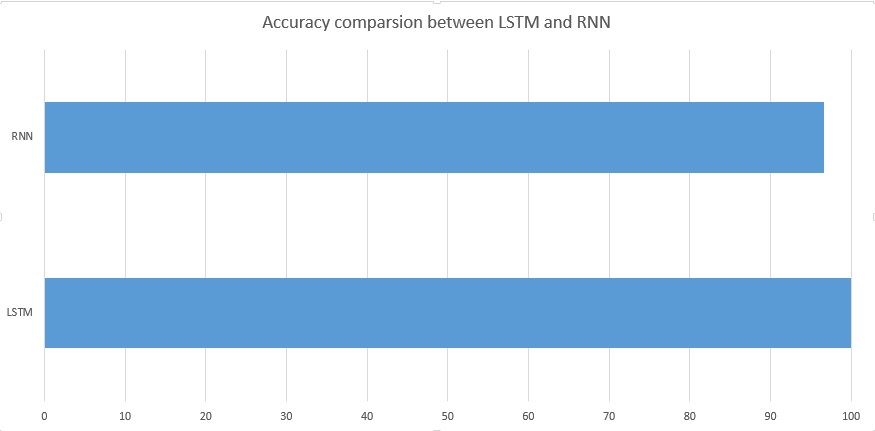 Accuracy comparsion between LSTM and RNN
RNN
LSTM
0 10 20 30 40 50 60 70 80 90 100